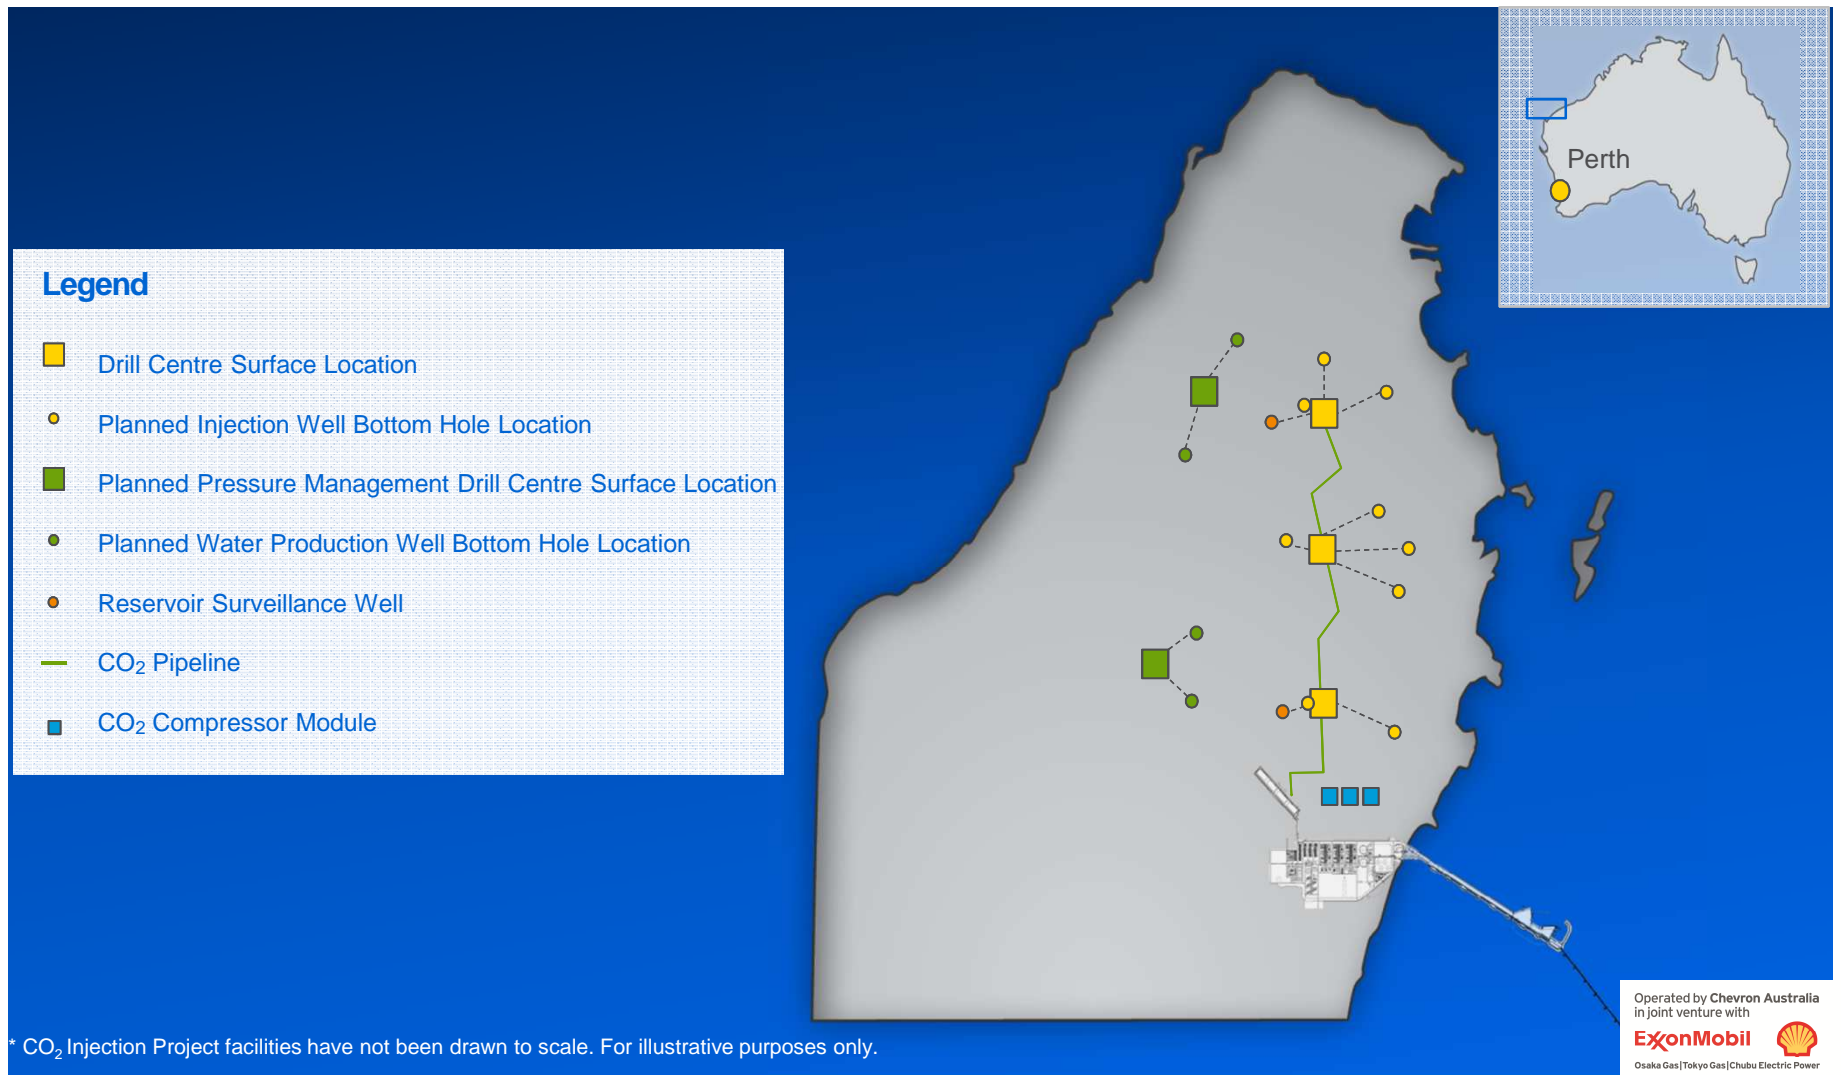 Perth
Legend
Drill Centre Surface Location
Planned Injection Well Bottom Hole Location
Planned Pressure Management Drill Centre Surface Location
Planned Water Production Well Bottom Hole Location
Reservoir Surveillance Well
CO2 Pipeline
CO2 Compressor Module
* CO2 Injection Project facilities have not been drawn to scale. For illustrative purposes only.
Operated by Chevron Australia
in joint venture with
ExxonMobil
Osaka Gas|Tokyo Gas|Chubu Electric Power